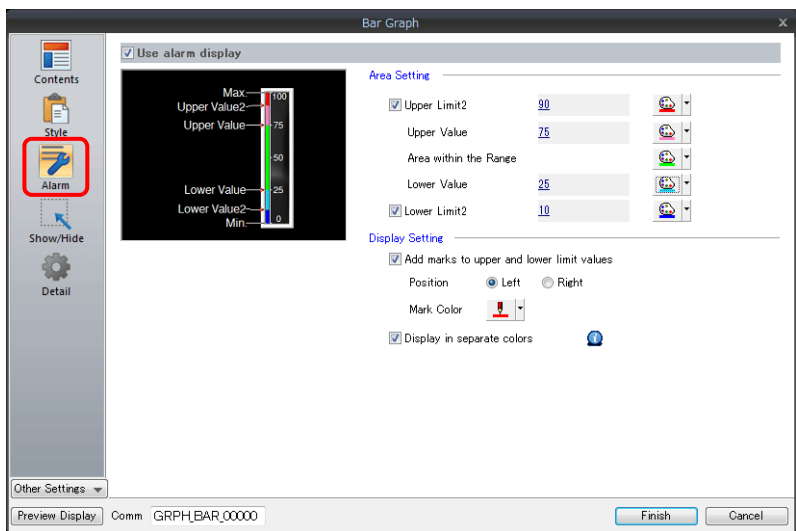 Bar Graph
x
Contents
Style
Alarm
Show/Hide
Detail
Other Settings
Use alarm display
Max.
100
Upper Value2
Upper Value
75
50
Lower Value
25
Lower Value2
Min.
0
Area Setting
Upper Limit2 90
Upper Value 75
Area within the Range
Lower Value 25
Lower Limit2 10
Display Setting
Add marks to upper and lower limit values
Position Left Right
Mark Color
Display in separate colors
Preview Display Comm GRPH_BAR_00000 Finish Cancel